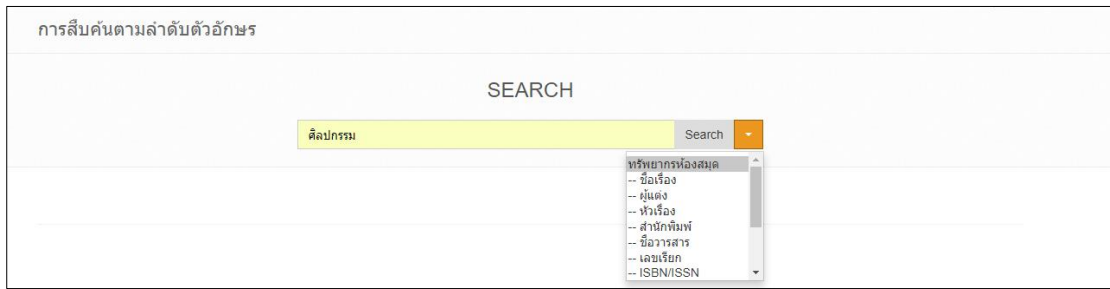 การสืบค้นตามลำดับตัวอักษร
SEARCH
ศิลปกรรม Search
ทรัพยากรห้องสมุด
-- ชื่อเรื่อง
-- ผู้แต่ง
-- หัวเรื่อง
-- สำนักพิมพ์
-- ชื่อวารสาร
-- เลขเรียก
-- ISBN/ISSN